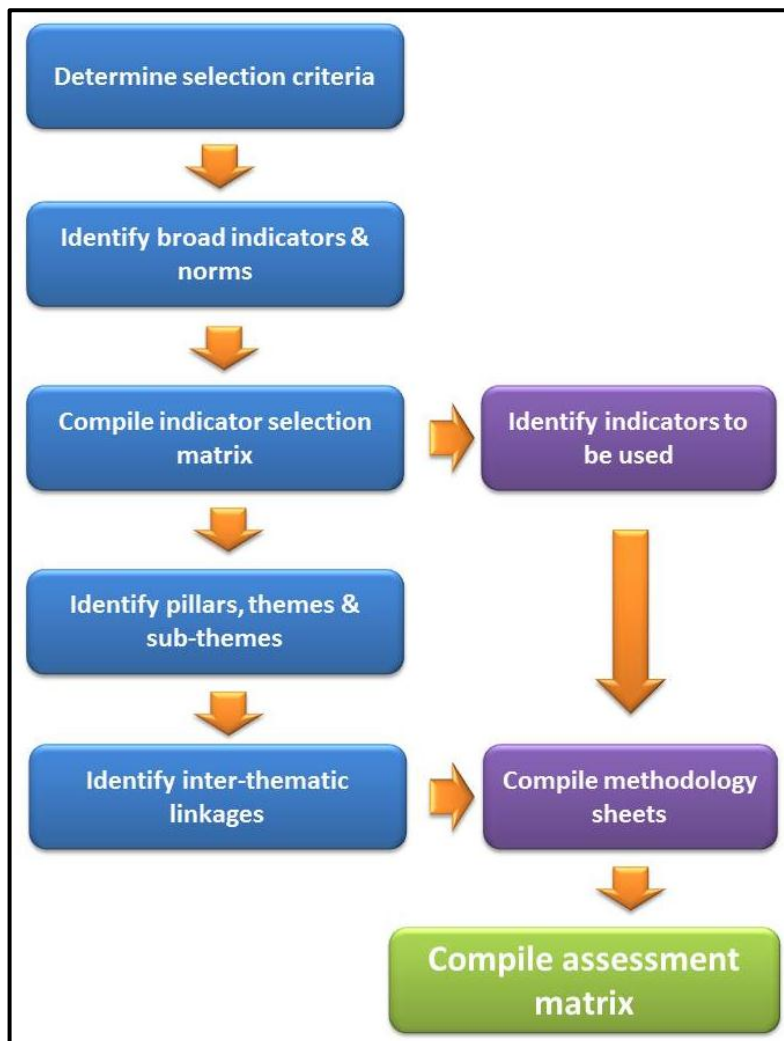 Determine selection criteria
Identify broad indicators &
norms
Compile indicator selection
matrix
Identify indicators to
be used
Identify pillars, themes &
sub-themes
Identify inter-thematic
linkages
Compile methodology
sheets
Compile assessment
matrix